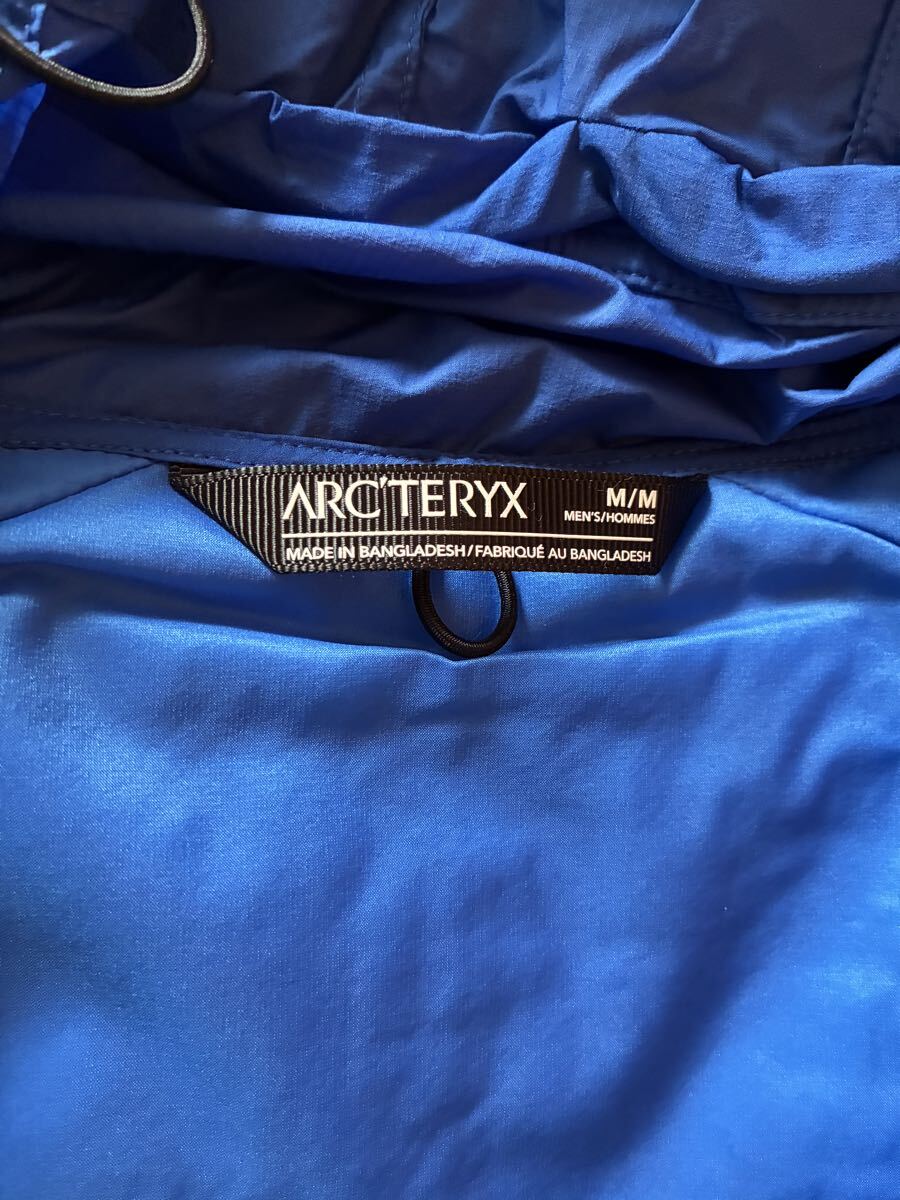 ARC'TERYX
M/M
MEN'S/HOMMES
MADE IN BANGLADESH/FABRIQUÉ AU BANGLADESH